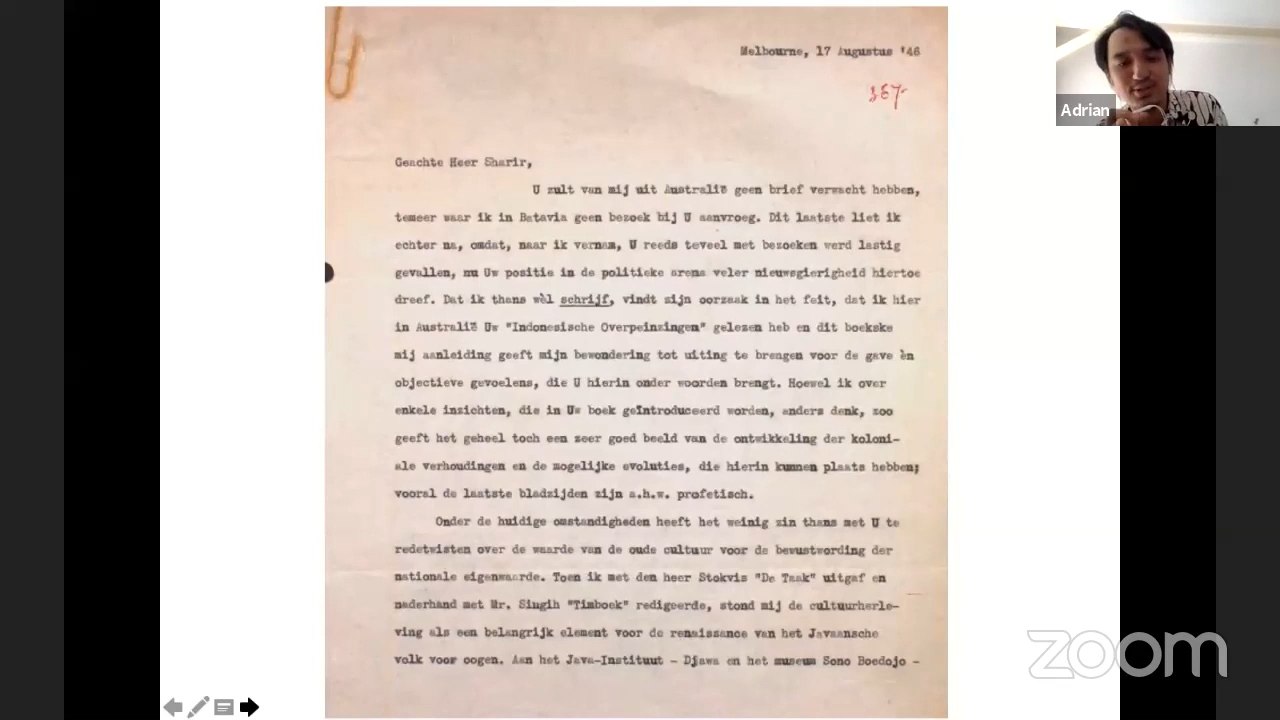 Melbourne, 17 Augustus '46
Adrian
Geachte Heer Sharir,
U zult van mij uit Australië geen brief verwacht hebben,
temeer waar ik in Batavia geen bezoek bij U aanvroeg. Dit laatste liet ik
echter na, omdat, naar ik vernam, U reeds teveel met bezoeken werd lastig
gevallen, nu Uw positie in de politieke arena veler nieuwsgierigheid hiertoe
dreef. Dat ik thans wèl schrijf, vindt zijn oorzaak in het feit, dat ik hier
in Australië Uw "Indonesische Overpeinzingen" gelezen heb en dit boekske
mij aanleiding geeft mijn bewondering tot uiting te brengen voor de gave èn
objectieve gevoelens, die U hierin onder woorden brengt. Hoewel ik over
enkele inzichten, die in Uw boek geïntroduceerd worden, anders denk, zoo
geeft het geheel toch een zeer goed beeld van de ontwikkeling der koloni-
ale verhoudingen en de mogelijke evoluties, die hierin kunnen plaats hebben;
vooral de laatste bladzijden zijn a.h.w. profetisch.
Onder de huidige omstandigheden heeft het weinig zin thans met U te
redetwisten over de waarde van de oude cultuur voor de bewustwording der
nationale eigenwaarde. Toen ik met den heer Stokvis "De Taak" uitgaf en
naderhand met Mr. Singih "Timboek" redigeerde, stond mij de cultuurherle-
ving als een belangrijk element voor de renaissance van het Javaansche
volk voor oogen. Aan het Java-Instituut - Djawa en het museum Sono Boedojo -
zoom